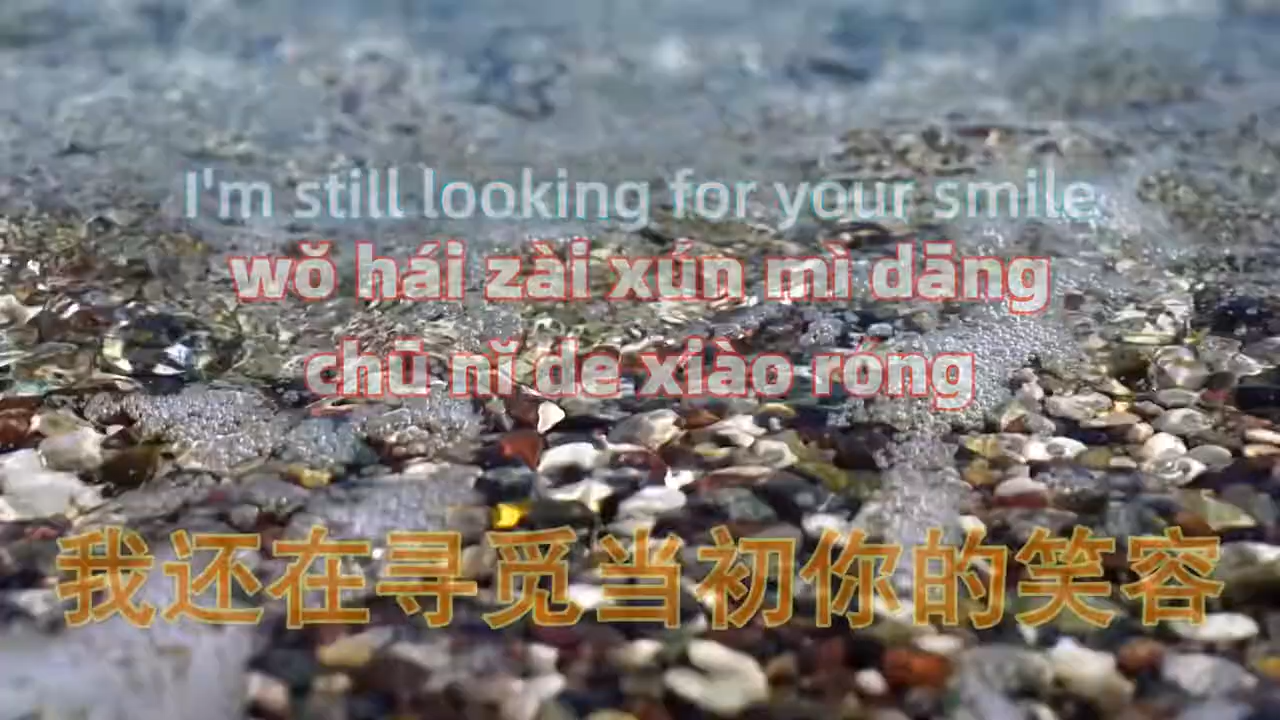 I'm still looking for your smile
wǒ hái zài xún mì dāng
chū nǐ de xiào róng
我还在寻觅当初你的笑容